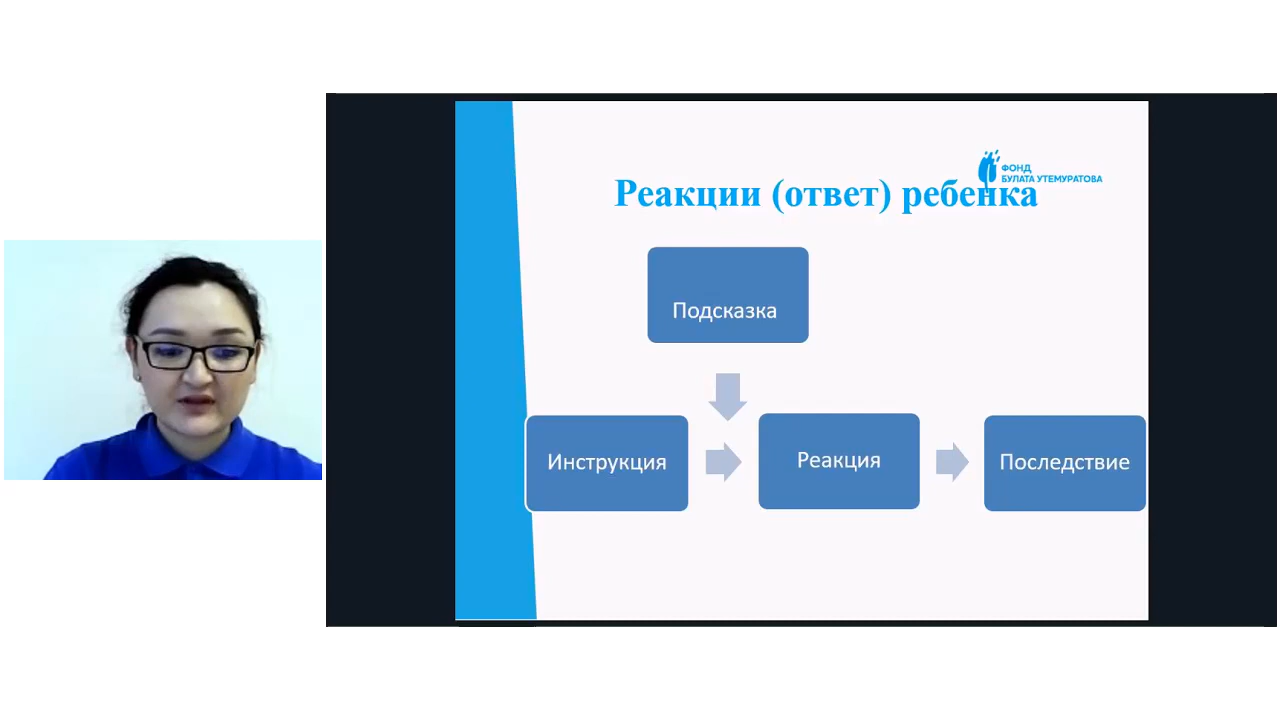 ФОНД
БУЛАТА УТЕМУРАТОВА
Реакции (ответ) ребенка
Подсказка
Инструкция
Реакция
Последствие